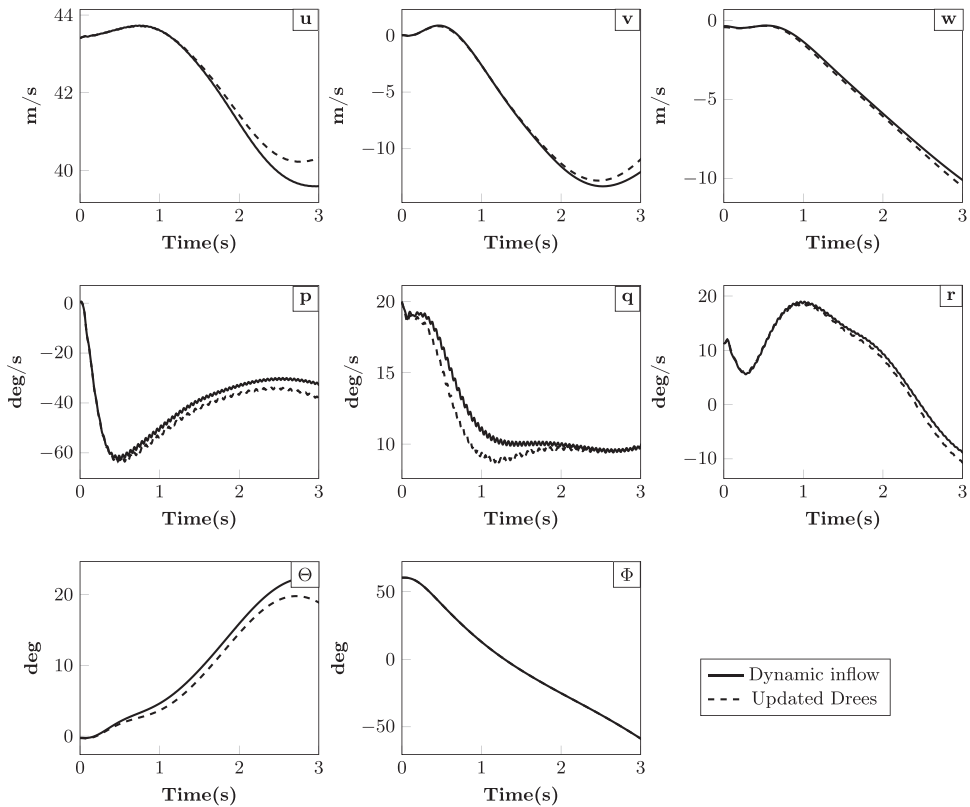 u
44
42
40
m/s
0 1 2 3
Time(s)
v
0
−5
−10
m/s
0 1 2 3
Time(s)
w
0
−5
−10
m/s
0 1 2 3
Time(s)
p
0
−20
−40
−60
deg/s
0 1 2 3
Time(s)
q
20
15
10
deg/s
0 1 2 3
Time(s)
r
20
10
0
−10
deg/s
0 1 2 3
Time(s)
Θ
20
10
0
deg
0 1 2 3
Time(s)
Φ
50
0
−50
deg
0 1 2 3
Time(s)
Dynamic inflow
Updated Drees